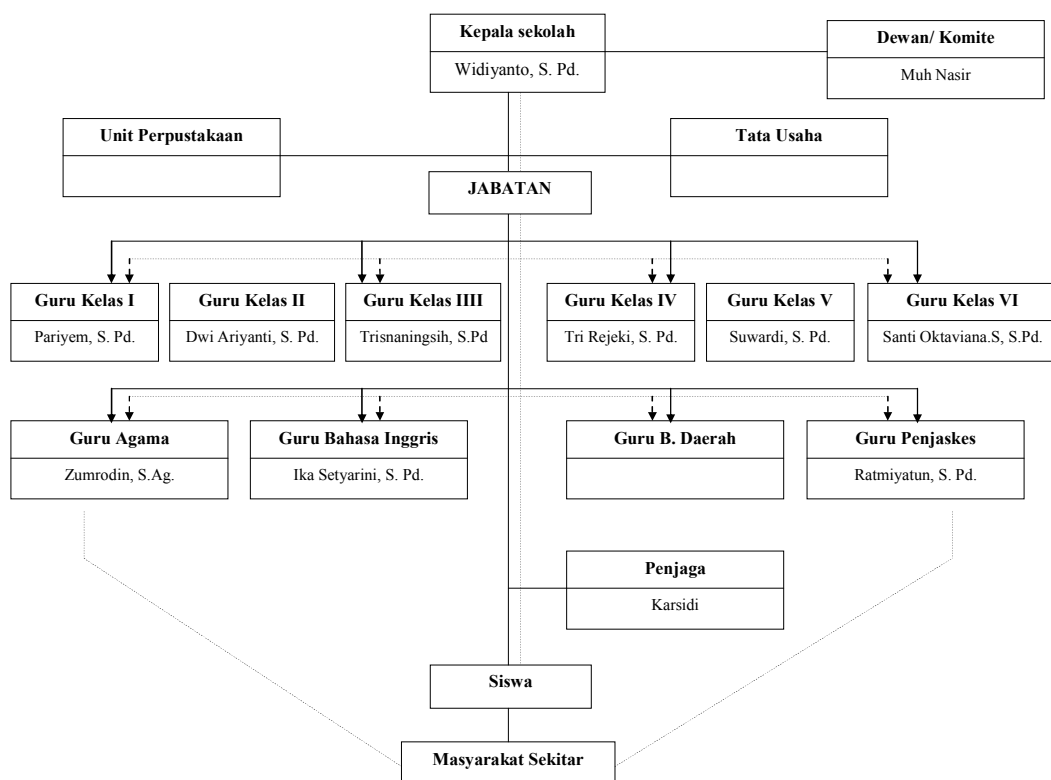 Kepala sekolah
Widiyanto, S. Pd.
Dewan/ Komite
Muh Nasir
Unit Perpustakaan
Tata Usaha
JABATAN
Guru Kelas I
Pariyem, S. Pd.
Guru Kelas II
Dwi Ariyanti, S. Pd.
Guru Kelas IIII
Trisnaningsih, S.Pd
Guru Kelas IV
Tri Rejeki, S. Pd.
Guru Kelas V
Suwardi, S. Pd.
Guru Kelas VI
Santi Oktaviana.S, S.Pd.
Guru Agama
Zumrodin, S.Ag.
Guru Bahasa Inggris
Ika Setyarini, S. Pd.
Guru B. Daerah
Guru Penjaskes
Ratmiyatun, S. Pd.
Penjaga
Karsidi
Siswa
Masyarakat Sekitar